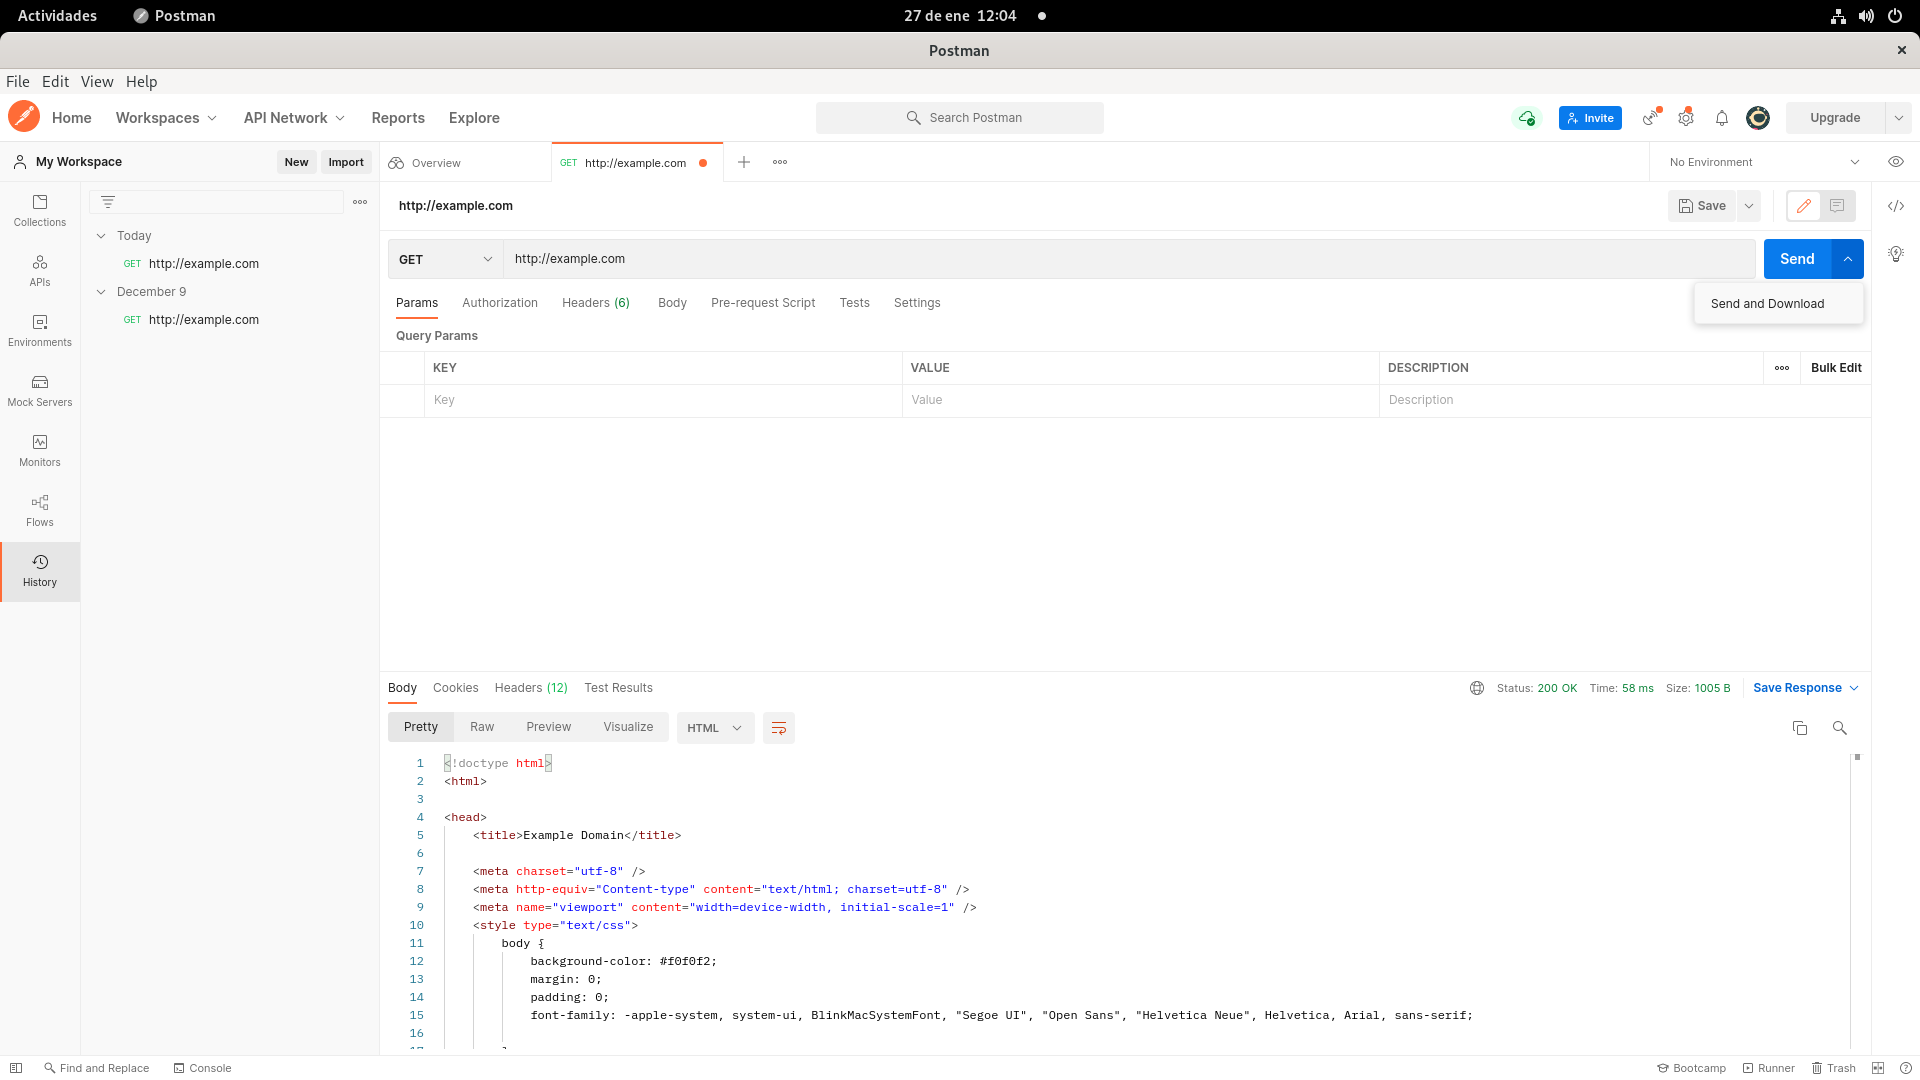 Actividades Postman 27 de ene 12:04
Postman
File Edit View Help
Home Workspaces API Network Reports Explore Search Postman Invite Upgrade
My Workspace New Import Overview GET http://example.com No Environment
Collections
APIs
Environments
Mock Servers
Monitors
Flows
History
Today
GET http://example.com
December 9
GET http://example.com
http://example.com Save
GET http://example.com Send
Send and Download
Params Authorization Headers (6) Body Pre-request Script Tests Settings
Query Params
KEY VALUE DESCRIPTION Bulk Edit
Key Value Description
Body Cookies Headers (12) Test Results Status: 200 OK Time: 58 ms Size: 1005 B Save Response
Pretty Raw Preview Visualize HTML
1 <!doctype html>
2 <html>
3
4 <head>
5 <title>Example Domain</title>
6
7 <meta charset="utf-8" />
8 <meta http-equiv="Content-type" content="text/html; charset=utf-8" />
9 <meta name="viewport" content="width=device-width, initial-scale=1" />
10 <style type="text/css">
11 body {
12 background-color: #f0f0f2;
13 margin: 0;
14 padding: 0;
15 font-family: -apple-system, system-ui, BlinkMacSystemFont, "Segoe UI", "Open Sans", "Helvetica Neue", Helvetica, Arial, sans-serif;
16
Find and Replace Console Bootcamp Runner Trash